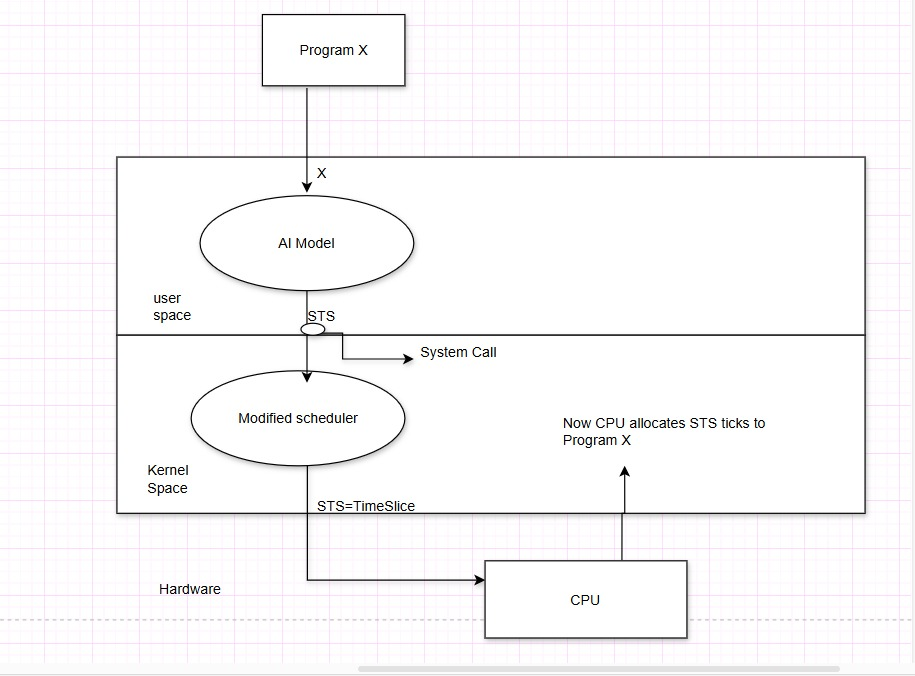 Program X
X
AI Model
user
space
STS
System Call
Modified scheduler
Now CPU allocates STS ticks to
Program X
Kernel
Space
STS=TimeSlice
Hardware
CPU